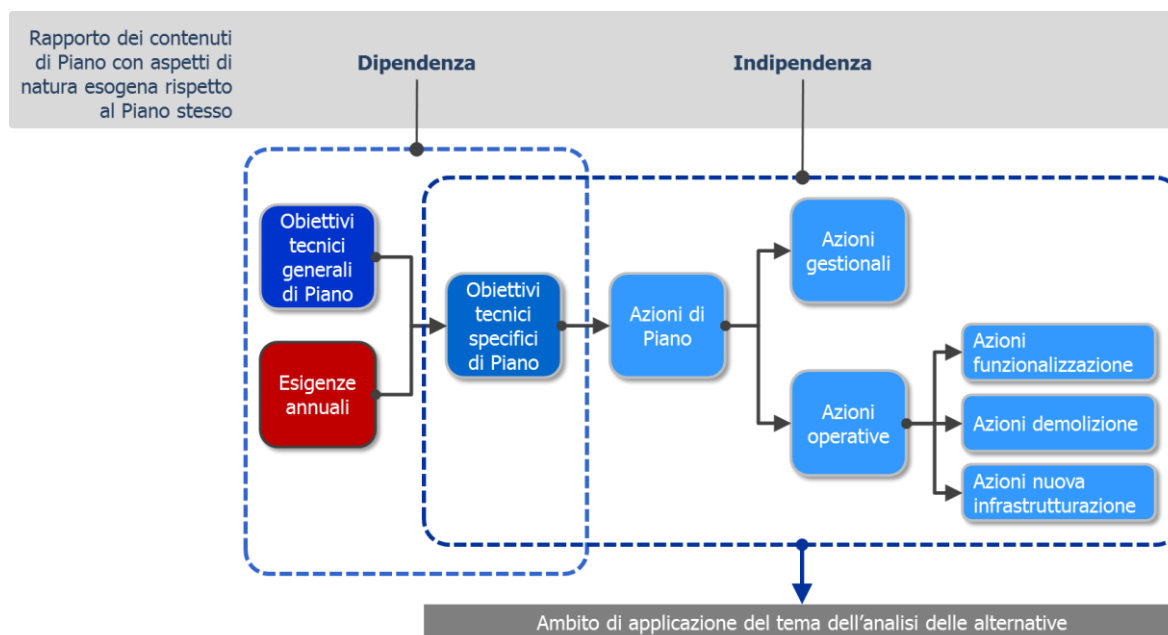 Rapporto dei contenuti
di Piano con aspetti di
natura esogena rispetto
al Piano stesso
Dipendenza
Indipendenza
Obiettivi
tecnici
generali
di Piano
Esigenze
annuali
Obiettivi
tecnici
specifici
di Piano
Azioni di
Piano
Azioni
gestionali
Azioni
operative
Azioni
funzionalizzazione
Azioni demolizione
Azioni nuova
infrastrutturazione
Ambito di applicazione del tema dell'analisi delle alternative